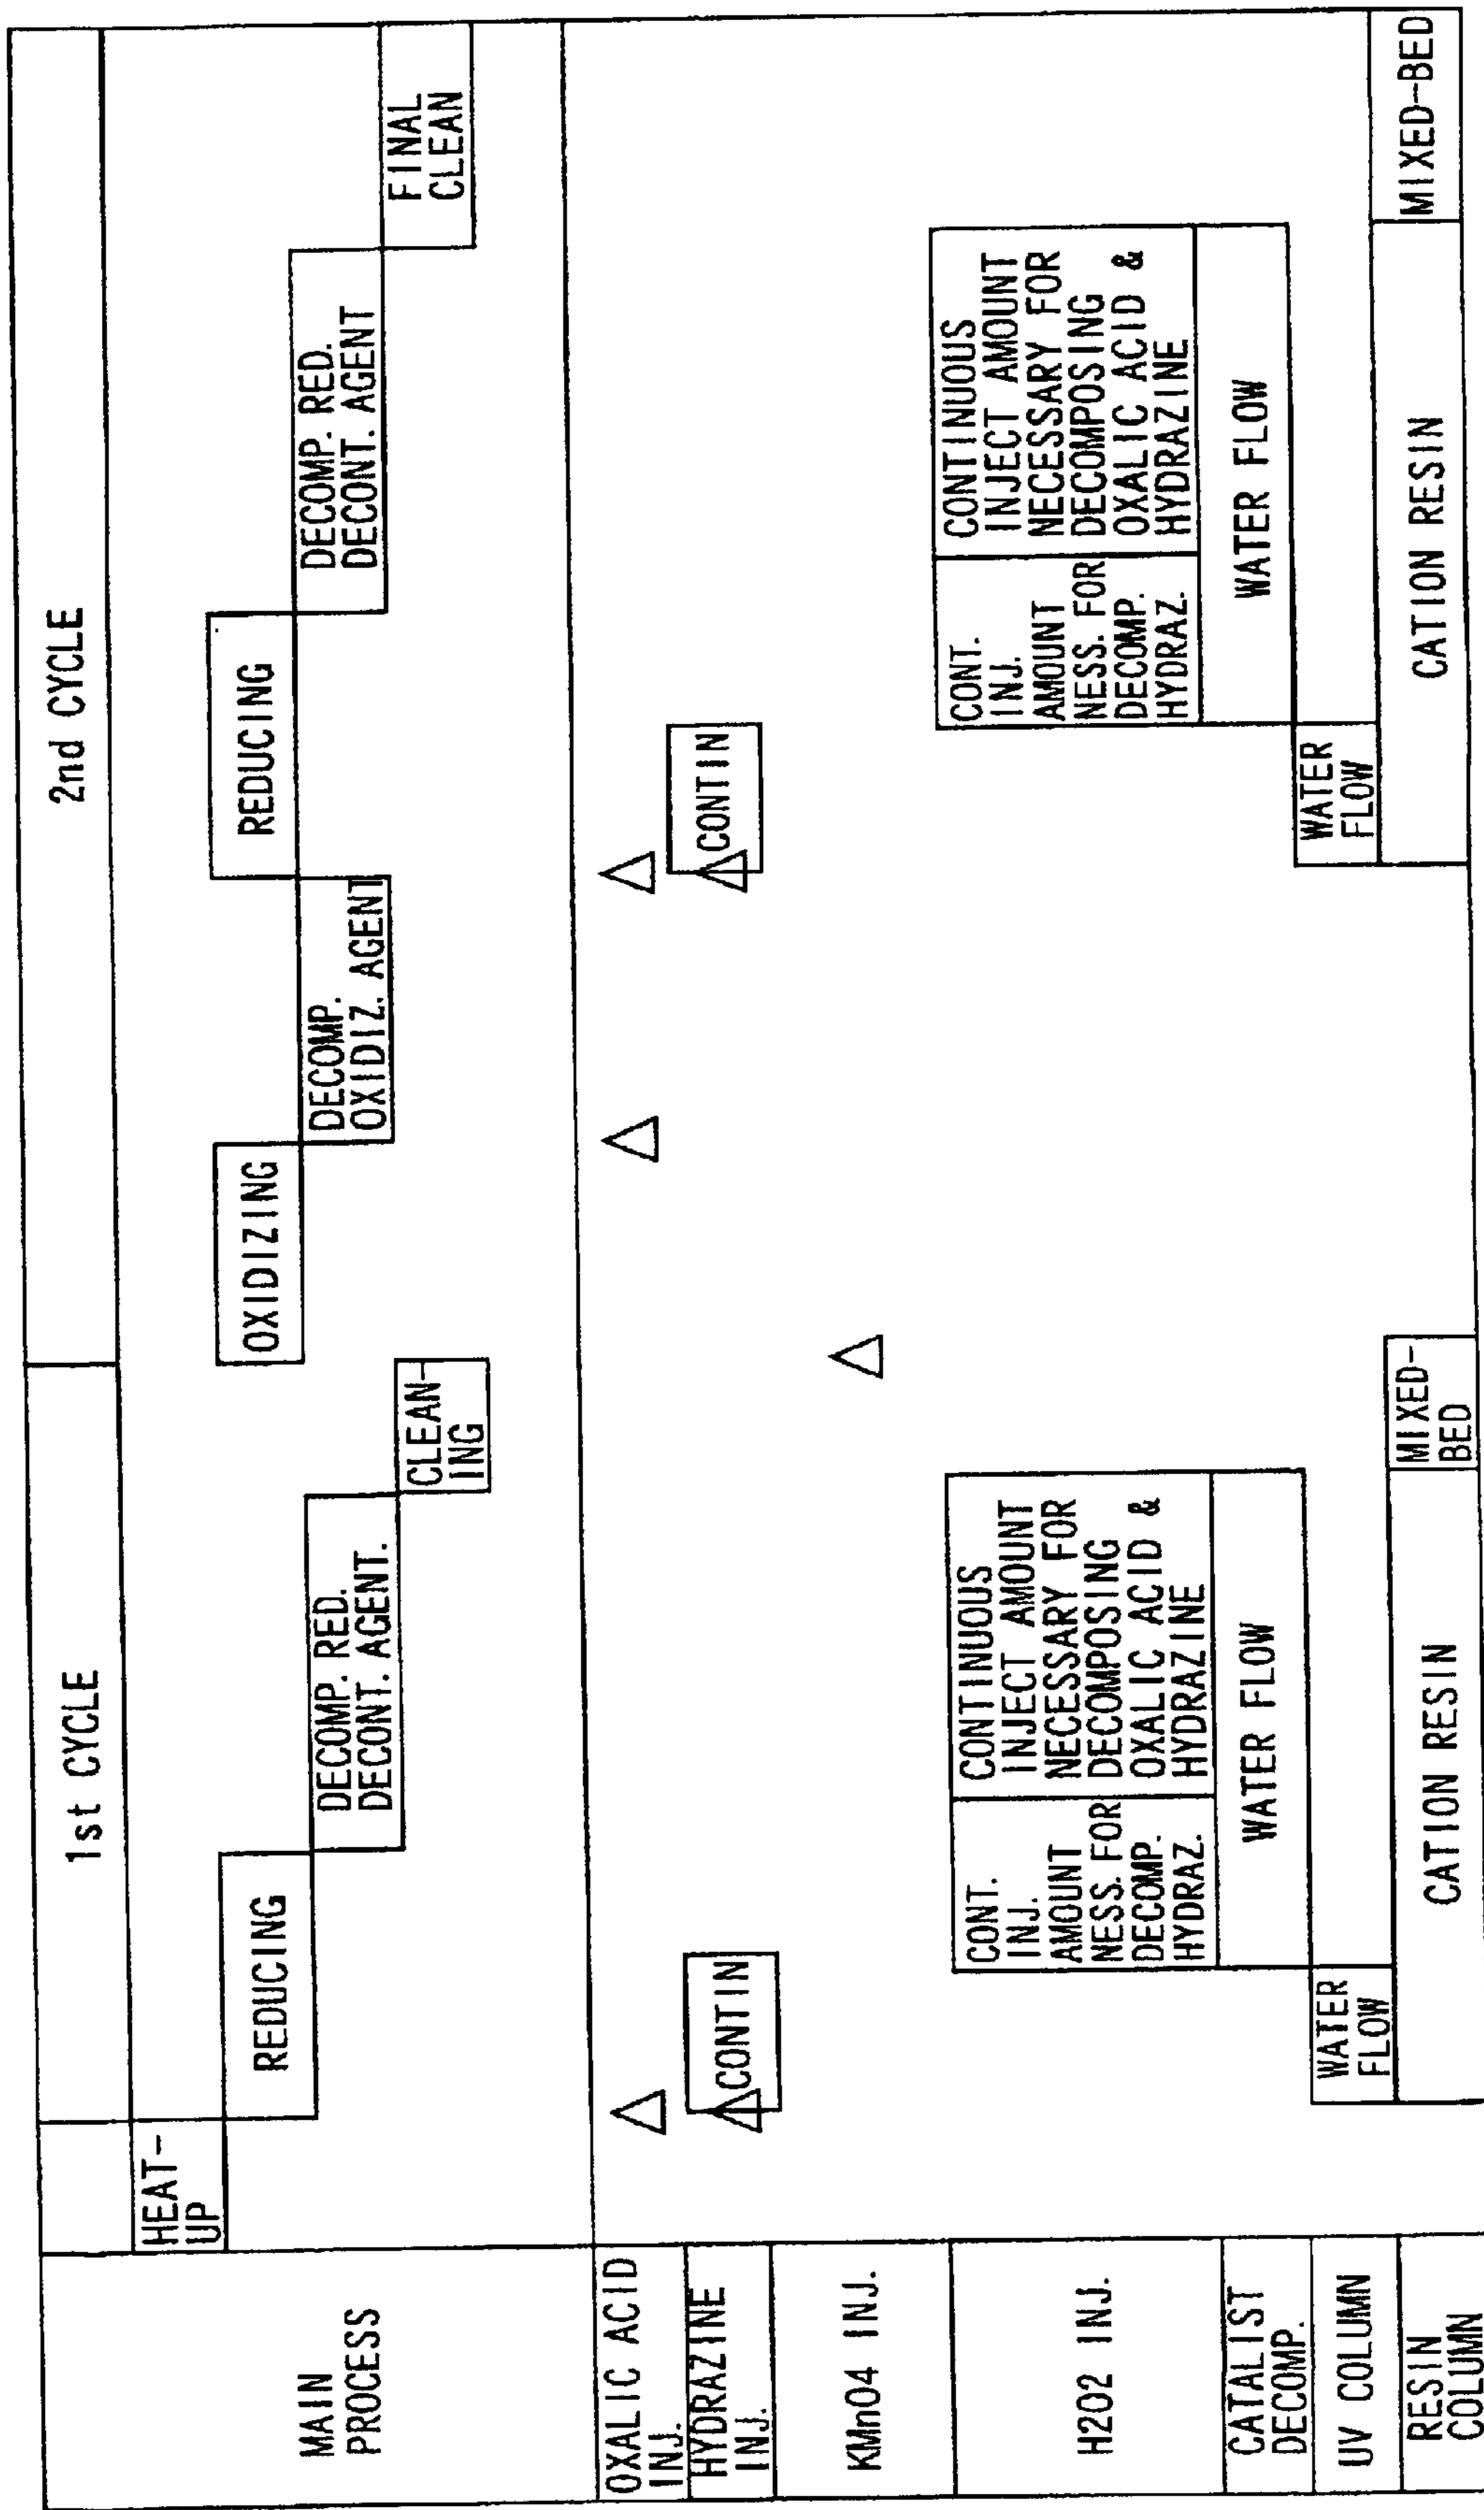 1st CYCLE
2nd CYCLE
MAIN
PROCESS
HEAT-
UP
REDUCING
DECOMP. RED.
DECONT. AGENT.
CLEAN-
ING
OXIDIZING
DECOMP.
OXIDIZ. AGENT
REDUCING
DECOMP. RED.
DECONT. AGENT
FINAL
CLEAN
OXALIC ACID
INJ.
HYDRAZINE
INJ.
CONTIN
CONTIN
KMnO4 INJ.
H2O2 INJ.
CONT.
INJ.
AMOUNT
NESS. FOR
DECOMP.
HYDRAZ.
CONTINUOUS
INJECT AMOUNT
NECESSARY FOR
DECOMPOSING
OXALIC ACID &
HYDRAZINE
CONT.
INJ.
AMOUNT
NESS. FOR
DECOMP.
HYDRAZ.
CONTINUOUS
INJECT AMOUNT
NECESSARY FOR
DECOMPOSING
OXALIC ACID &
HYDRAZINE
CATALIST
DECOMP.
WATER FLOW
WATER FLOW
UV COLUMN
WATER
FLOW
WATER
FLOW
RESIN
COLUMN
CATION RESIN
MIXED-
BED
CATION RESIN
MIXED-BED